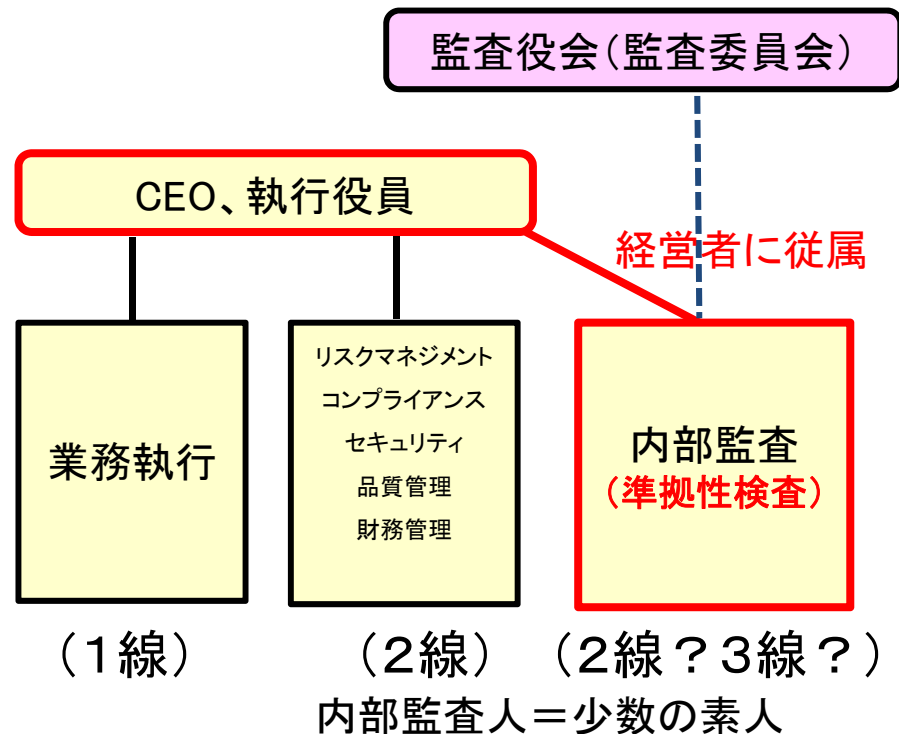 監査役会（監査委員会）
CEO、執行役員
経営者に従属
業務執行
リスクマネジメント
コンプライアンス
セキュリティ
品質管理
財務管理
内部監査
（準拠性検査）
（１線）
（２線）
（２線？３線？）
内部監査人＝少数の素人